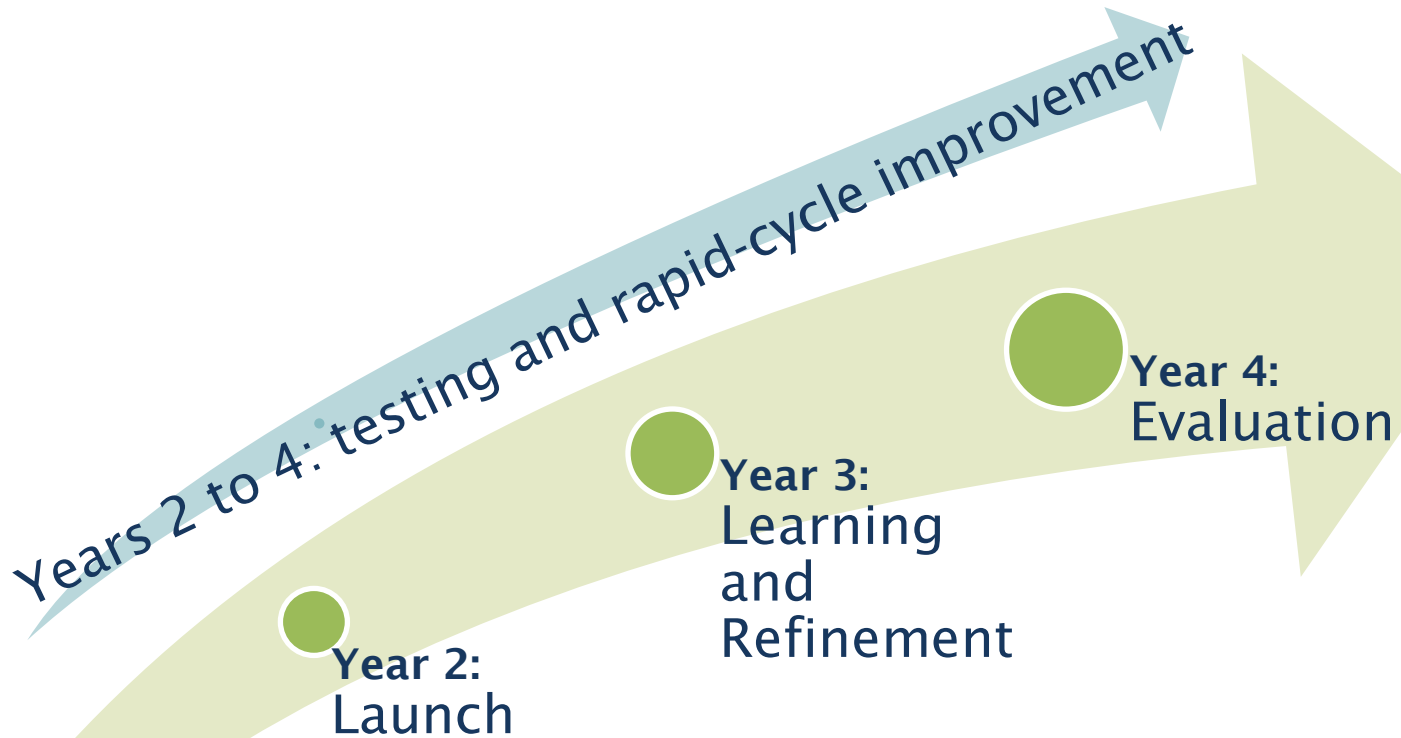 Years 2 to 4: testing and rapid-cycle improvement
Year 2:
Launch
Year 3:
Learning
and
Refinement
Year 4:
Evaluation